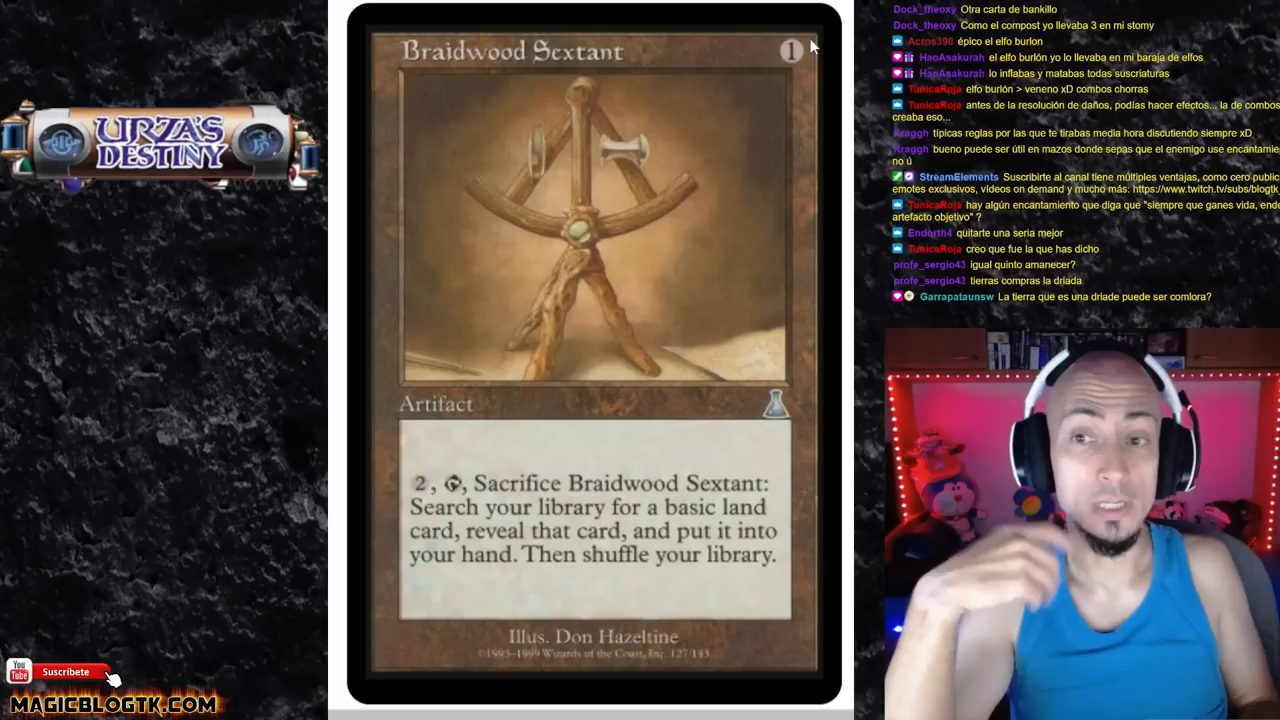 URZA'S
DESTINY
Braidwood Sextant
1
Artifact
2, , Sacrifice Braidwood Sextant:
Search your library for a basic land
card, reveal that card, and put it into
your hand. Then shuffle your library.
Illus. Don Hazeltine
©1993-1999 Wizards of the Coast, Inc. 127/143
You
Tube
Suscríbete
MAGICBLOGTK.COM
Dock_theoxy Otra carta de bankillo
Dock_theoxy Como el compost yo llevaba 3 en mi stomy
Acros390 épico el elfo burlon
HaoAsakurah el elfo burlón yo lo llevaba en mi baraja de elfos
HaoAsakurah lo inflabas y matabas todas suscriaturas
TunicaRoja elfo burlón > veneno xD combos chorras
TunicaRoja antes de la resolución de daños, podías hacer efectos... la de combos
creaba eso...
Kraggh típicas reglas por las que te tirabas media hora discutiendo siempre xD
Kraggh bueno puede ser útil en mazos donde sepas que el enemigo use encantamie
no ú
StreamElements Suscribirte al canal tiene múltiples ventajas, como cero public
emotes exclusivos, vídeos on demand y mucho más: https://www.twitch.tv/subs/blogtk
TunicaRoja hay algún encantamiento que diga que "siempre que ganes vida, ende
artefacto objetivo" ?
Endorth4 quitarte una seria mejor
TunicaRoja creo que fue la que has dicho
profe_sergio43 igual quinto amanecer?
profe_sergio43 tierras compras la driada
Garrapataunsw La tierra que es una driade puede ser comlora?